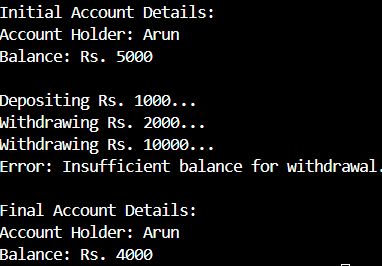 Initial Account Details:
Account Holder: Arun
Balance: Rs. 5000
Depositing Rs. 1000...
Withdrawing Rs. 2000...
Withdrawing Rs. 10000...
Error: Insufficient balance for withdrawal.
Final Account Details:
Account Holder: Arun
Balance: Rs. 4000